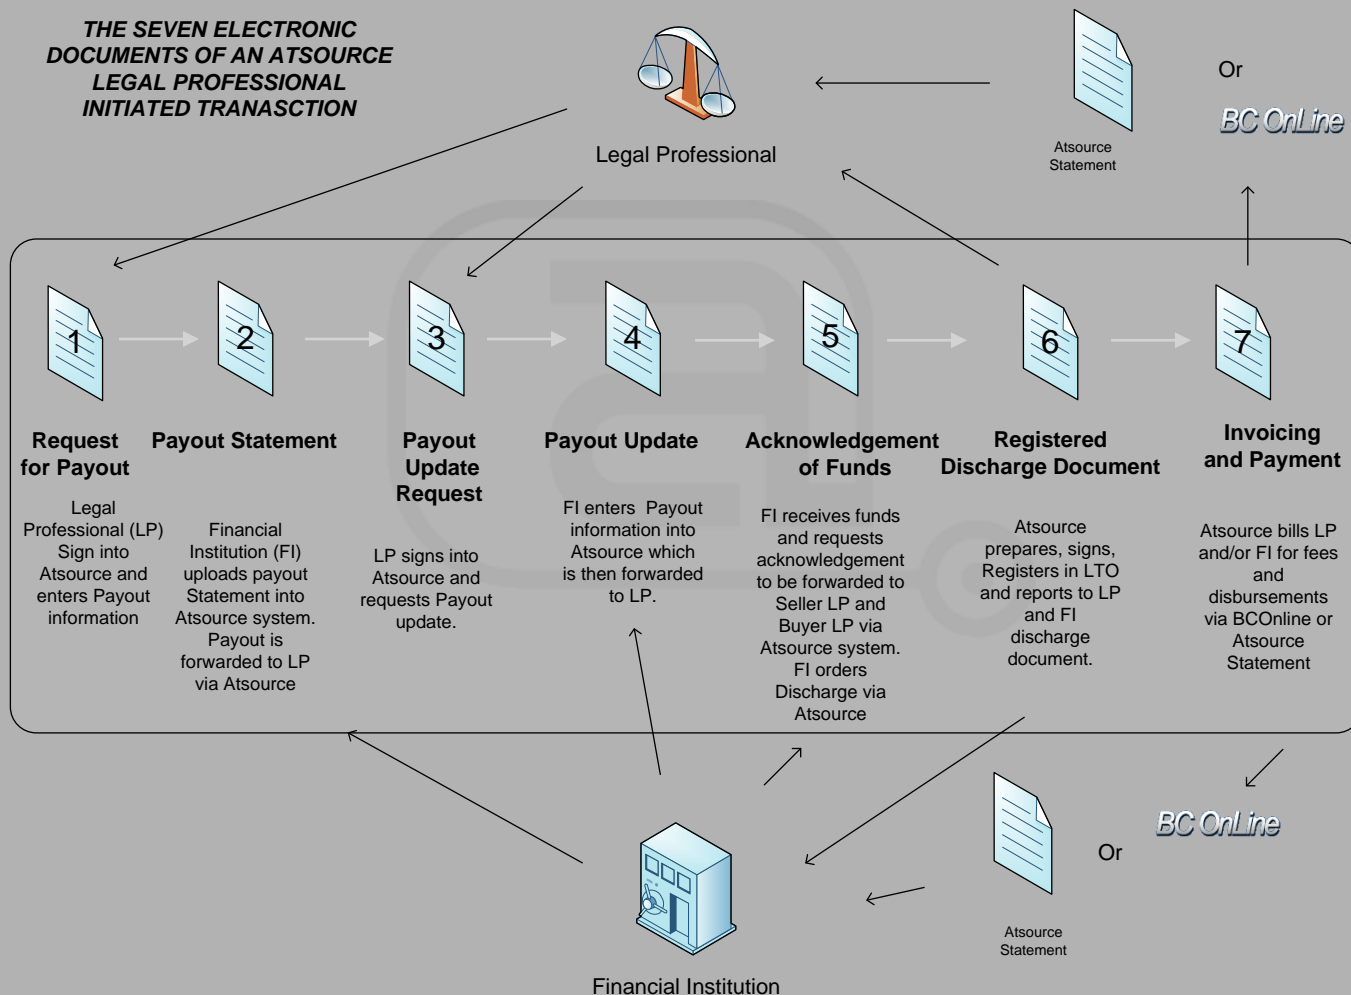 THE SEVEN ELECTRONIC
DOCUMENTS OF AN ATSOURCE
LEGAL PROFESSIONAL
INITIATED TRANASCTION
Legal Professional
Atsource
Statement
Or
BC OnLine
1
2
3
4
5
6
7
Request
for Payout
Legal
Professional (LP)
Sign into
Atsource and
enters Payout
information
Payout Statement
Financial
Institution (FI)
uploads payout
Statement into
Atsource system.
Payout is
forwarded to LP
via Atsource
Payout
Update
Request
LP signs into
Atsource and
requests Payout
update.
Payout Update
FI enters Payout
information into
Atsource which
is then forwarded
to LP.
Acknowledgement
of Funds
FI receives funds
and requests
acknowledgement
to be forwarded to
Seller LP and
Buyer LP via
Atsource system.
FI orders
Discharge via
Atsource
Registered
Discharge Document
Atsource
prepares, signs,
Registers in LTO
and reports to LP
and FI
discharge
document.
Invoicing
and Payment
Atsource bills LP
and/or FI for fees
and
disbursements
via BCOnline or
Atsource
Statement
Financial Institution
Atsource
Statement
Or
BC OnLine